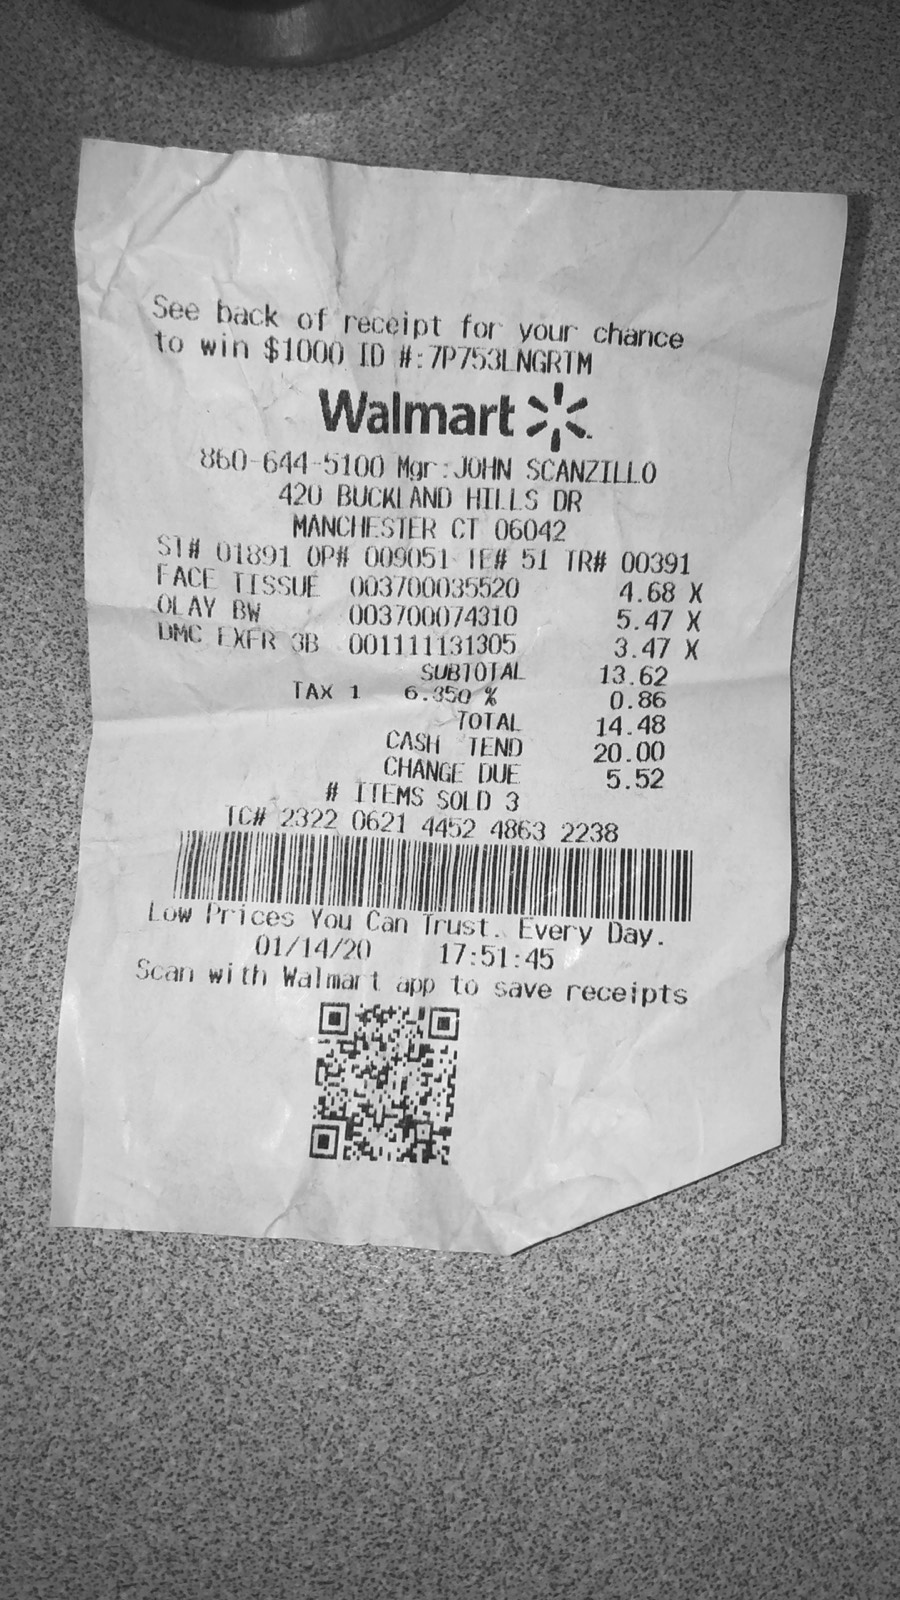 See back of receipt for your chance
to win $1000 ID #:7P753LNGRTM
Walmart
860-644-5100 Mgr:JOHN SCANZILLO
420 BUCKLAND HILLS DR
MANCHESTER CT 06042
ST# 01891 OP# 009051 TE# 51 TR# 00391
FACE TISSUE 003700035520 4.68 X
OLAY BW 003700074310 5.47 X
DMC EXFR 3B 001111131305 3.47 X
SUBTOTAL 13.62
TAX 1 6.350 % 0.86
TOTAL 14.48
CASH TEND 20.00
CHANGE DUE 5.52
# ITEMS SOLD 3
TC# 2322 0621 4452 4863 2238
Low Prices You Can Trust. Every Day.
01/14/20 17:51:45
Scan with Walmart app to save receipts